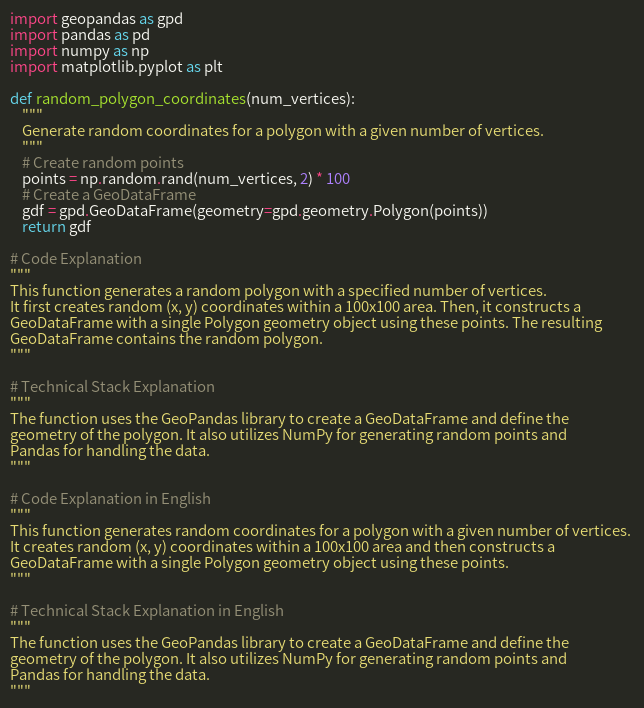 import geopandas as gpd
import pandas as pd
import numpy as np
import matplotlib.pyplot as plt

def random_polygon_coordinates(num_vertices):
    """
    Generate random coordinates for a polygon with a given number of vertices.
    """
    # Create random points
    points = np.random.rand(num_vertices, 2) * 100
    # Create a GeoDataFrame
    gdf = gpd.GeoDataFrame(geometry=gpd.geometry.Polygon(points))
    return gdf

# Code Explanation
"""
This function generates a random polygon with a specified number of vertices.
It first creates random (x, y) coordinates within a 100x100 area. Then, it constructs a
GeoDataFrame with a single Polygon geometry object using these points. The resulting
GeoDataFrame contains the random polygon.
"""

# Technical Stack Explanation
"""
The function uses the GeoPandas library to create a GeoDataFrame and define the
geometry of the polygon. It also utilizes NumPy for generating random points and
Pandas for handling the data.
"""

# Code Explanation in English
"""
This function generates random coordinates for a polygon with a given number of vertices.
It creates random (x, y) coordinates within a 100x100 area and then constructs a
GeoDataFrame with a single Polygon geometry object using these points.
"""

# Technical Stack Explanation in English
"""
The function uses the GeoPandas library to create a GeoDataFrame and define the
geometry of the polygon. It also utilizes NumPy for generating random points and
Pandas for handling the data.
"""